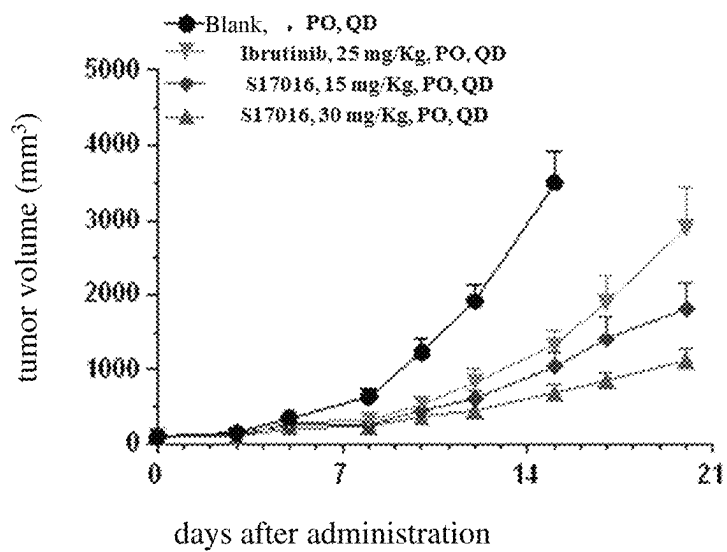 Blank, , PO, QD
Ibrutinib, 25 mg/Kg, PO, QD
S17016, 15 mg/Kg, PO, QD
S17016, 30 mg/Kg, PO, QD
5000
4000
3000
2000
1000
0
tumor volume (mm³)
0 7 14 21
days after administration